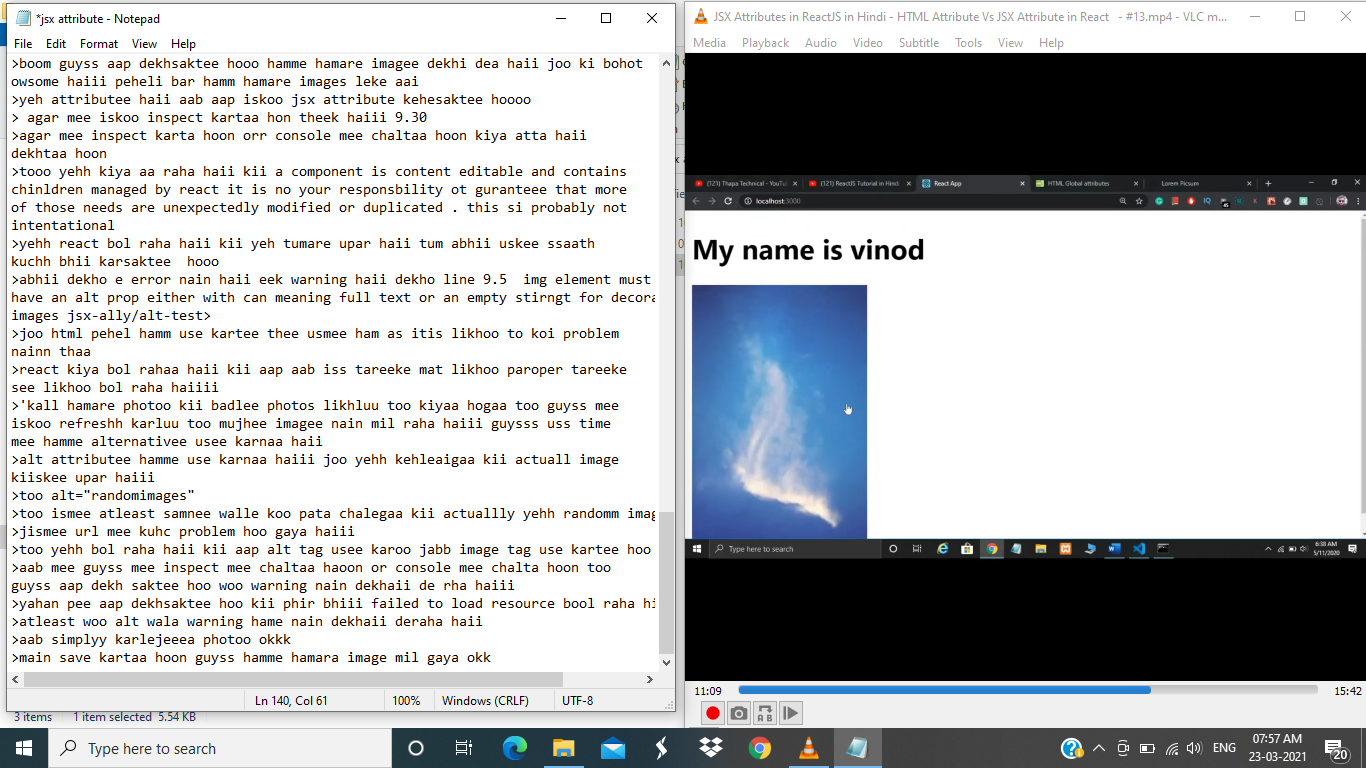 *jsx attribute - Notepad
File Edit Format View Help
>boom guyss aap dekhsaktee hooo hamme hamare imagee dekhi dea haii joo ki bohot
owsome haiii peheli bar hamm hamare images leke aai
>yeh attributee haii aab aap iskoo jsx attribute kehesaktee hoooo
> agar mee iskoo inspect kartaa hon theek haiii 9.30
>agar mee inspect karta hoon orr console mee chaltaa hoon kiya atta haii
dekhtaa hoon
>tooo yehh kiya aa raha haii kii a component is content editable and contains
chinldren managed by react it is no your responsbility ot guranteee that more
of those needs are unexpectedly modified or duplicated . this si probably not
intentational
>yehh react bol raha haii kii yeh tumare upar haii tum abhii uskee ssaath
kuchh bhii karsaktee  hooo
>abhii dekho e error nain haii eek warning haii dekho line 9.5  img element must
have an alt prop either with can meaning full text or an empty stirngt for decora
images jsx-ally/alt-test>
>joo html pehel hamm use kartee thee usmee ham as itis likhoo to koi problem
nainn thaa
>react kiya bol rahaa haii kii aap aab iss tareeke mat likhoo paroper tareeke
see likhoo bol raha haiiii
>'kall hamare photoo kii badlee photos likhluu too kiyaa hogaa too guyss mee
iskoo refreshh karluu too mujhee imagee nain mil raha haiii guysss uss time
mee hamme alternativee usee karnaa haii
>alt attributee hamme use karnaa haiii joo yehh kehleaigaa kii actuall image
kiiskee upar haiii
>too alt="randomimages"
>too ismee atleast samnee walle koo pata chalegaa kii actuallly yehh randomm imag
>jismee url mee kuhc problem hoo gaya haiii
>too yehh bol raha haii kii aap alt tag usee karoo jabb image tag use kartee hoo
>aab mee guyss mee inspect mee chaltaa haoon or console mee chalta hoon too
guyss aap dekh saktee hoo woo warning nain dekhaii de rha haiii
>yahan pee aap dekhsaktee hoo kii phir bhiii failed to load resource bool raha hi
>atleast woo alt wala warning hame nain dekhaii deraha haii
>aab simplyy karlejeeea photoo okkk
>main save kartaa hoon guyss hamme hamara image mil gaya okk
Ln 140, Col 61 100% Windows (CRLF) UTF-8
3 items 1 item selected 5.54 KB
JSX Attributes in ReactJS in Hindi - HTML Attribute Vs JSX Attribute in React - #13.mp4 - VLC m...
Media Playback Audio Video Subtitle Tools View Help
(121) Thapa Technical - YouTu (121) ReactJS Tutorial in Hindi React App HTML Global attributes Lorem Picsum
localhost:3000
My name is vinod
Type here to search
6:38 AM
5/11/2020
11:09 15:42
Type here to search
ENG
07:57 AM
23-03-2021
20